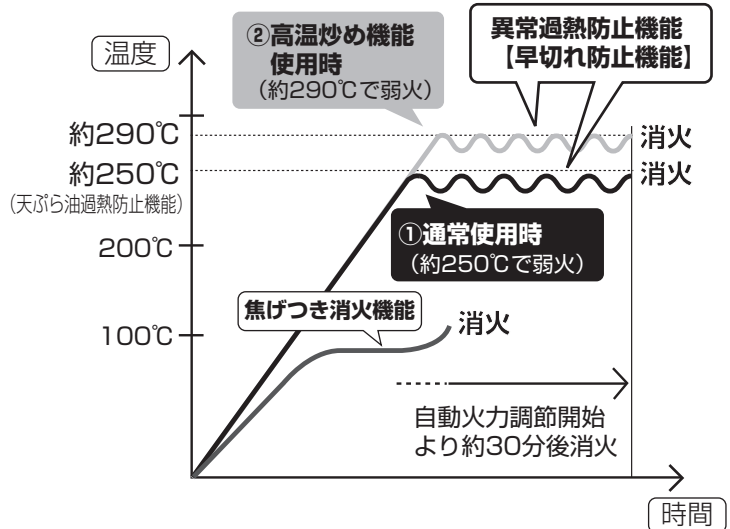 温度
②高温炒め機能
使用時
（約290℃で弱火）
異常過熱防止機能
【早切れ防止機能】
約290℃
消火
約250℃
（天ぷら油過熱防止機能）
消火
①通常使用時
（約250℃で弱火）
200℃
焦げつき消火機能
消火
100℃
自動火力調節開始
より約30分後消火
時間